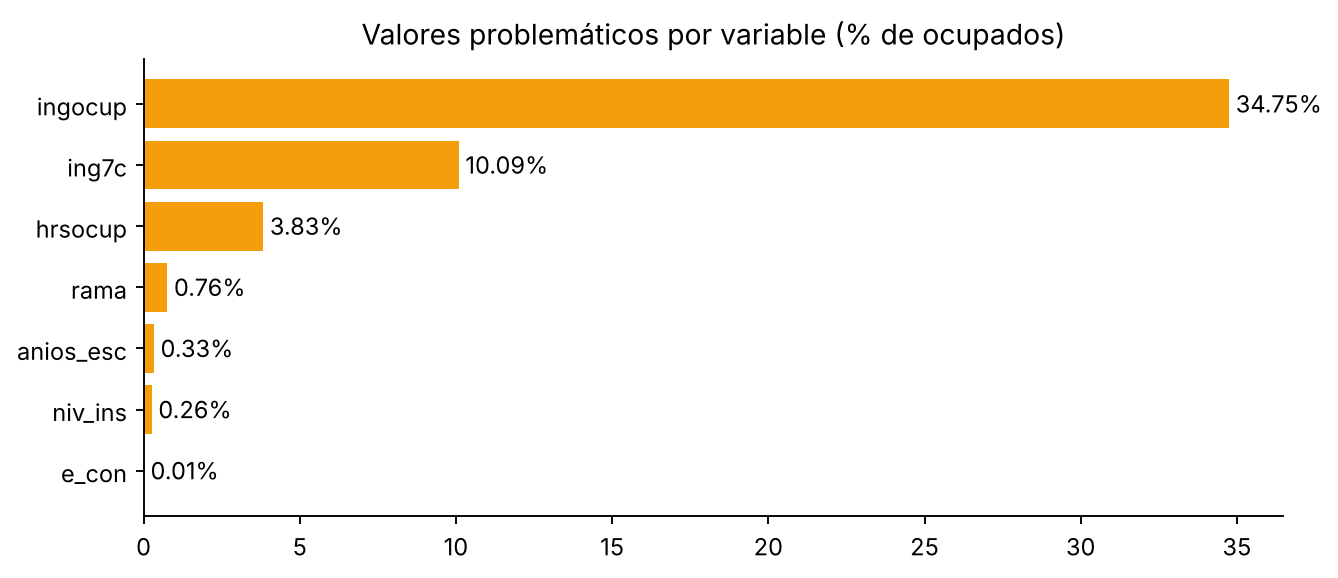 Valores problemáticos por variable (% de ocupados)
ingocup 34.75%
ing7c 10.09%
hrsocup 3.83%
rama 0.76%
anios_esc 0.33%
niv_ins 0.26%
e_con 0.01%
0 5 10 15 20 25 30 35